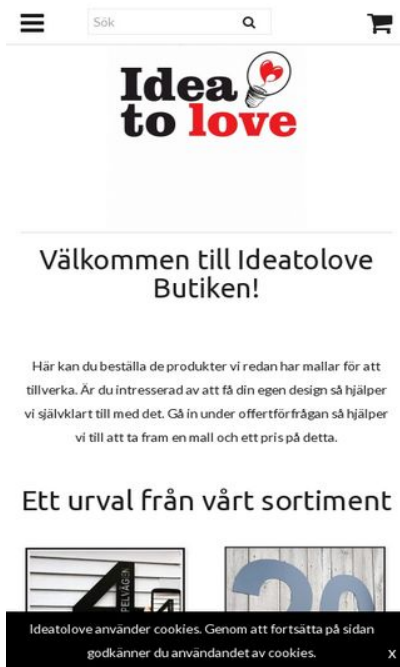 Sök
Idea
to love
Välkommen till Ideatolove
Butiken!
Här kan du beställa de produkter vi redan har mallar för att
tillverka. Är du intresserad av att få din egen design så hjälper
vi självklart till med det. Gå in under offertförfrågan så hjälper
vi till att ta fram en mall och ett pris på detta.
Ett urval från vårt sortiment
4
20
Ideatolove använder cookies. Genom att fortsätta på sidan
godkänner du användandet av cookies.
x